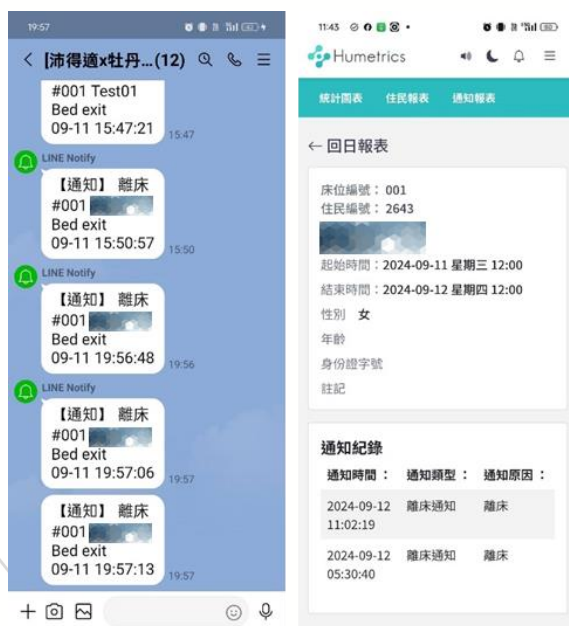 19:57
[沛得適x牡丹...(12)
#001 Test01
Bed exit
09-11 15:47:21
15:47
LINE Notify
【通知】 離床
#001
Bed exit
09-11 15:50:57
15:50
LINE Notify
【通知】 離床
#001
Bed exit
09-11 19:56:48
19:56
LINE Notify
【通知】 離床
#001
Bed exit
09-11 19:57:06
19:57
【通知】 離床
#001
Bed exit
09-11 19:57:13
19:57
11:43
Humetrics
統計圖表 住民報表 通知報表
←回日報表
床位編號： 001
住民編號： 2643
起始時間：2024-09-11 星期三 12:00
結束時間：2024-09-12 星期四 12:00
性別 女
年齡
身份證字號
註記
通知紀錄
通知時間： 通知類型： 通知原因：
2024-09-12 離床通知 離床
11:02:19
2024-09-12 離床通知 離床
05:30:40